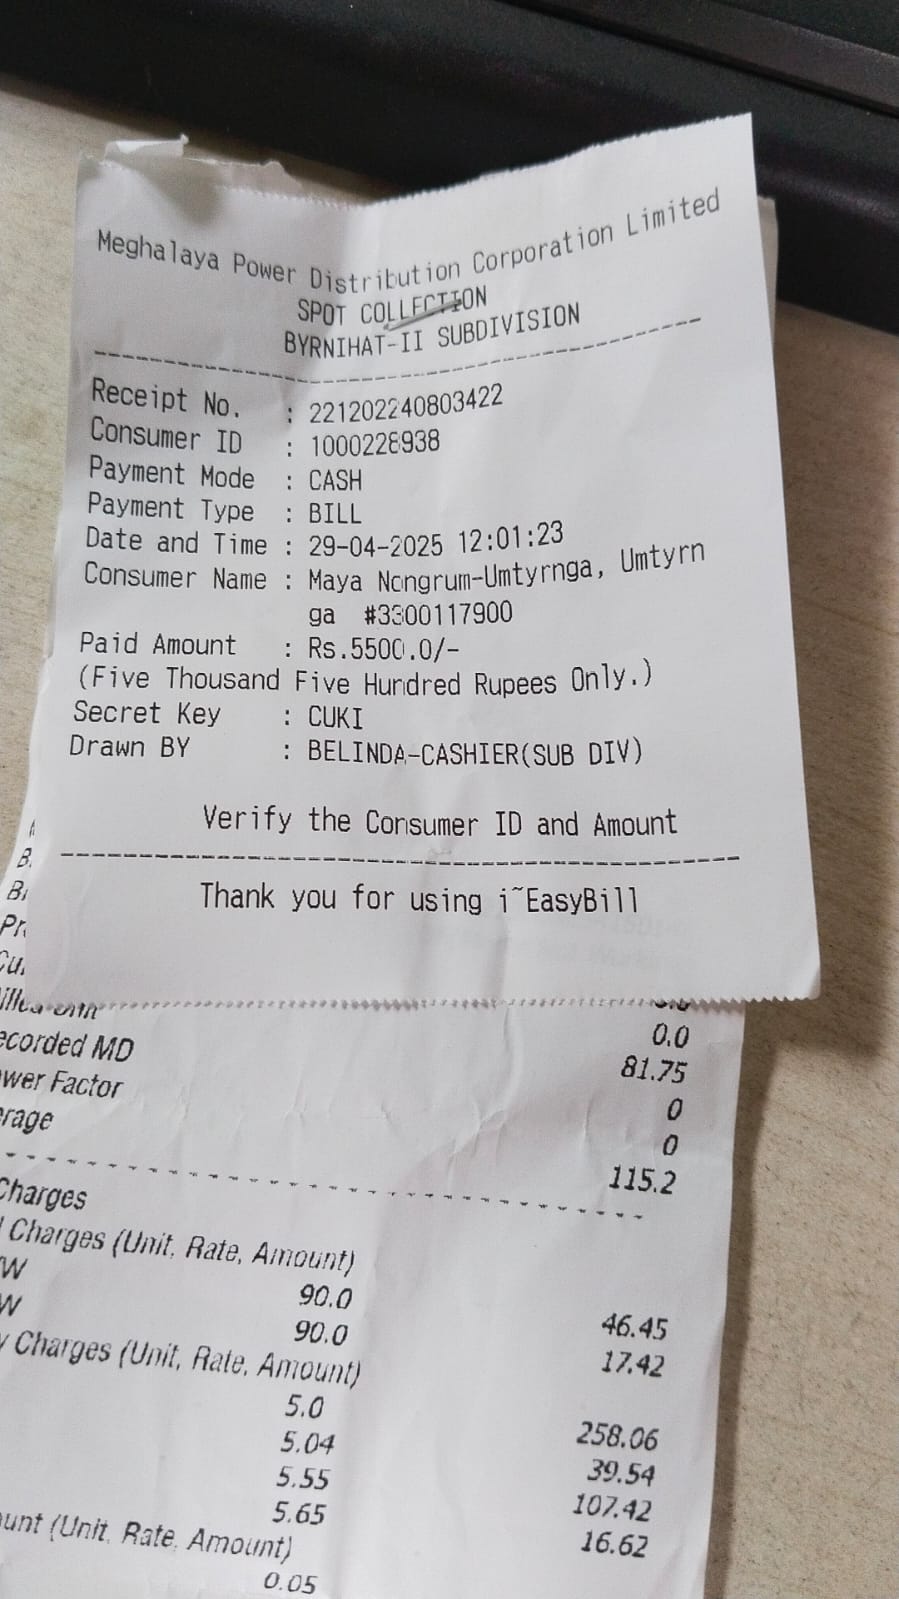 Meghalaya Power Distribution Corporation Limited
SPOT COLLECTION
BYRNIHAT-II SUBDIVISION
Receipt No. : 221202240803422
Consumer ID : 1000228938
Payment Mode : CASH
Payment Type : BILL
Date and Time : 29-04-2025 12:01:23
Consumer Name : Maya Nongrum-Umtyrnga, Umtyrn
ga #3300117900
Paid Amount : Rs.5500.0/-
(Five Thousand Five Hundred Rupees Only.)
Secret Key : CUKI
Drawn BY : BELINDA-CASHIER(SUB DIV)
Verify the Consumer ID and Amount
Thank you for using i~EasyBill
0.0
ecorded MD 81.75
wer Factor 0
erage 0
115.2
Charges
Charges (Unit, Rate, Amount)
W 90.0 46.45
W 90.0 17.42
y Charges (Unit, Rate, Amount)
5.0 258.06
5.04 39.54
5.55 107.42
5.65 16.62
ount (Unit, Rate, Amount)
0.05